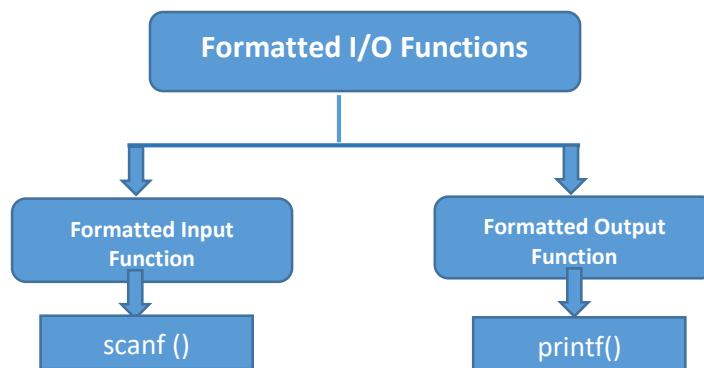 Formatted I/O Functions
Formatted Input
Function
Formatted Output
Function
scanf ()
printf()